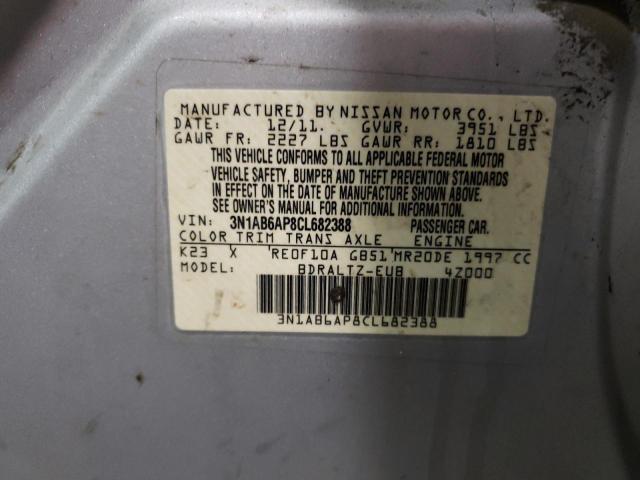 MANUFACTURED BY NISSAN MOTOR CO., LTD.
DATE: 12/11. GVWR: 3951 LBS
GAWR FR: 2227 LBS GAWR RR: 1810 LBS
THIS VEHICLE CONFORMS TO ALL APPLICABLE FEDERAL MOTOR
VEHICLE SAFETY, BUMPER AND THEFT PREVENTION STANDARDS
IN EFFECT ON THE DATE OF MANUFACTURE SHOWN ABOVE.
SEE OWNER'S MANUAL FOR ADDITIONAL INFORMATION.
VIN: 3N1AB6AP8CL682388 PASSENGER CAR.
COLOR TRIM TRANS AXLE ENGINE
K23 X RE0F10A GB51 MR20DE 1997 CC
MODEL: BDRALTZ-EUB 4Z000
3N1AB6AP8CL682388